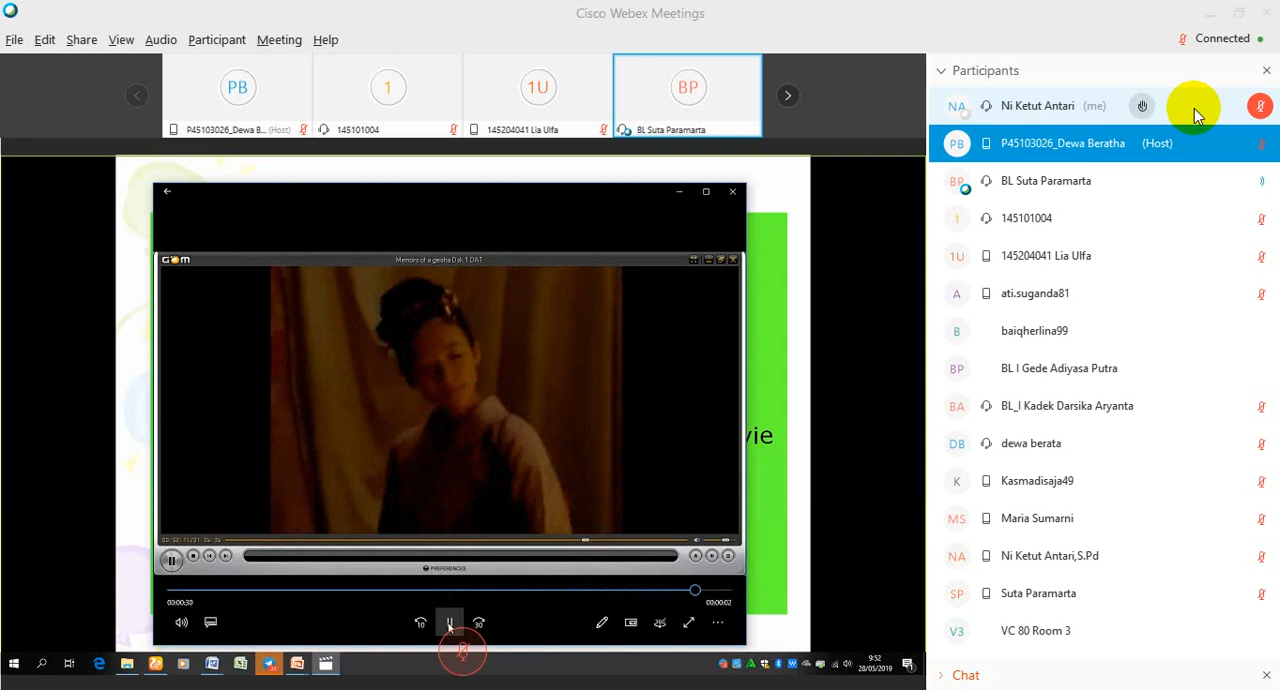 Cisco Webex Meetings
File Edit Share View Audio Participant Meeting Help
Connected
PB
P45103026_Dewa B... (Host)
1
145101004
1U
145204041 Lia Ulfa
BP
BL Suta Paramarta
Participants
NA Ni Ketut Antari (me)
PB P45103026_Dewa Beratha (Host)
BP BL Suta Paramarta
1 145101004
1U 145204041 Lia Ulfa
A ati.suganda81
B baiqherlina99
BP BL I Gede Adiyasa Putra
BA BL_I Kadek Darsika Aryanta
DB dewa berata
K Kasmadisaja49
MS Maria Sumarni
NA Ni Ketut Antari,S.Pd
SP Suta Paramarta
V3 VC 80 Room 3
Chat
GOM
Memoirs of a geisha Dsk 1.DAT
vie
PREFERENCES
00:00:30
00:00:02
10
30
9:52
28/05/2019